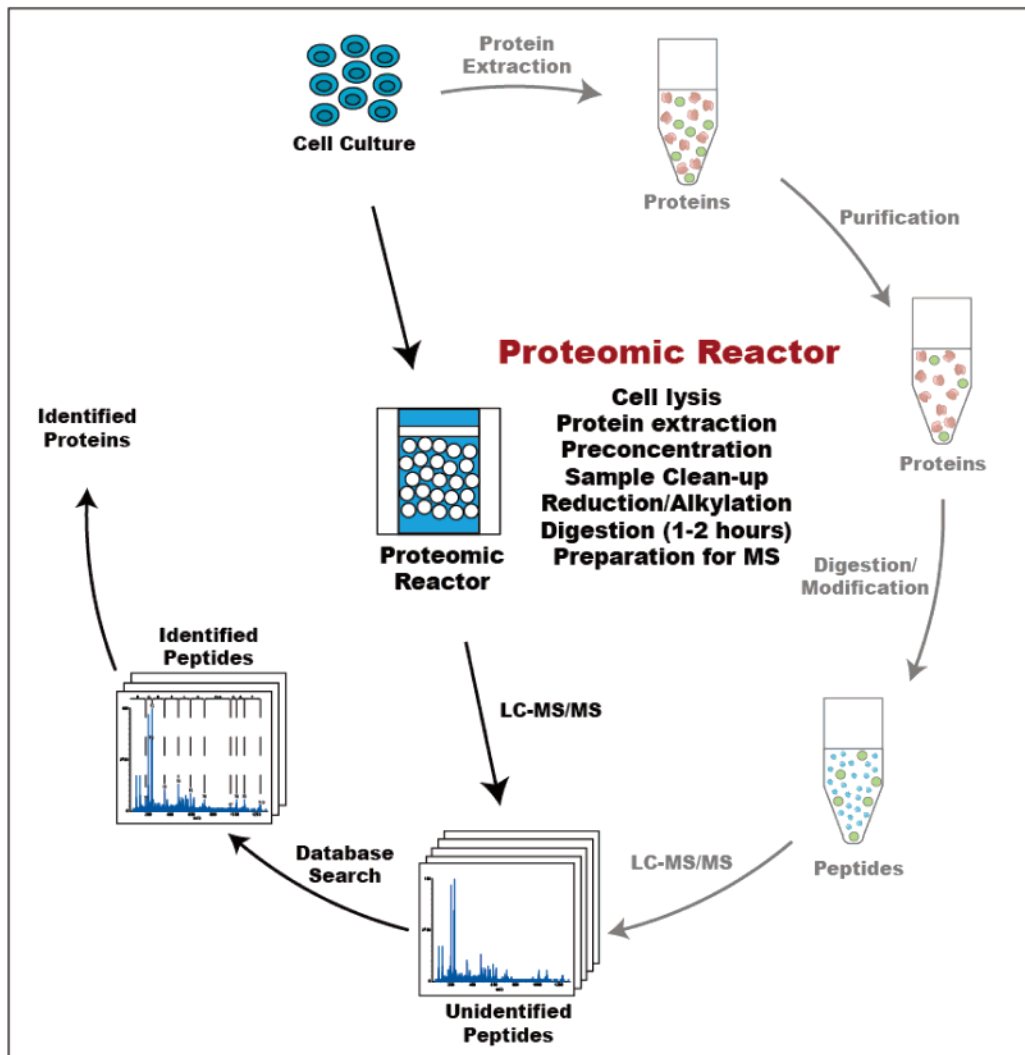 Protein
Extraction
Cell Culture
Proteins
Purification
Proteomic Reactor
Cell lysis
Protein extraction
Preconcentration
Sample Clean-up
Reduction/Alkylation
Digestion (1-2 hours)
Preparation for MS
Proteins
Identified
Proteins
Proteomic
Reactor
Digestion/
Modification
Identified
Peptides
LC-MS/MS
Peptides
Database
Search
LC-MS/MS
Unidentified
Peptides